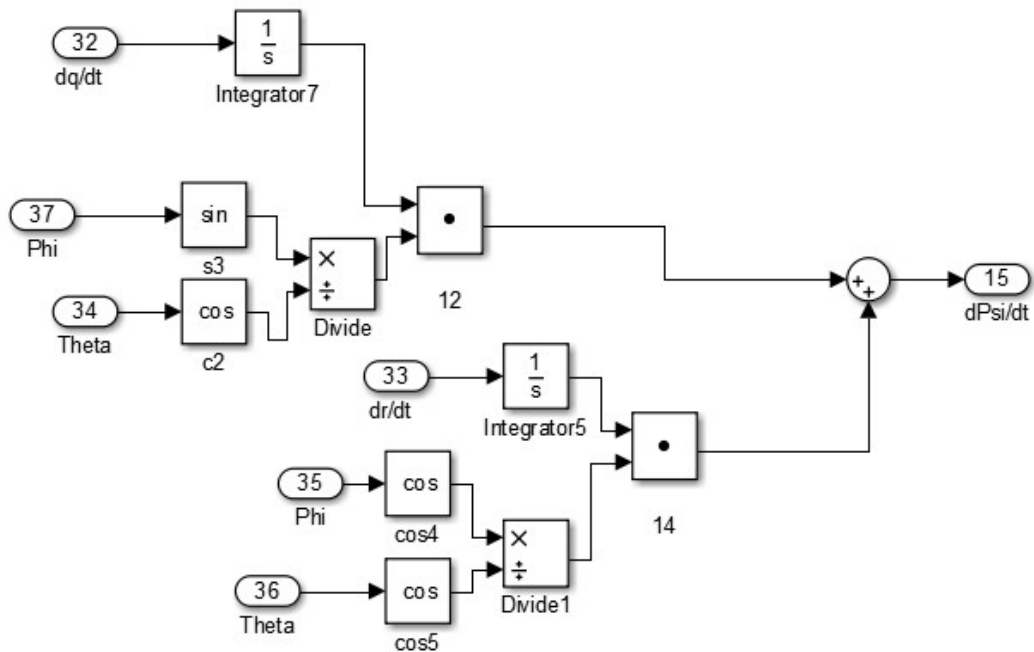 32
dq/dt
1
s
Integrator7
37
Phi
sin
s3
34
Theta
cos
c2
×
÷
Divide
•
12
33
dr/dt
1
s
Integrator5
•
14
35
Phi
cos
cos4
36
Theta
cos
cos5
×
÷
Divide1
+
+
15
dPsi/dt